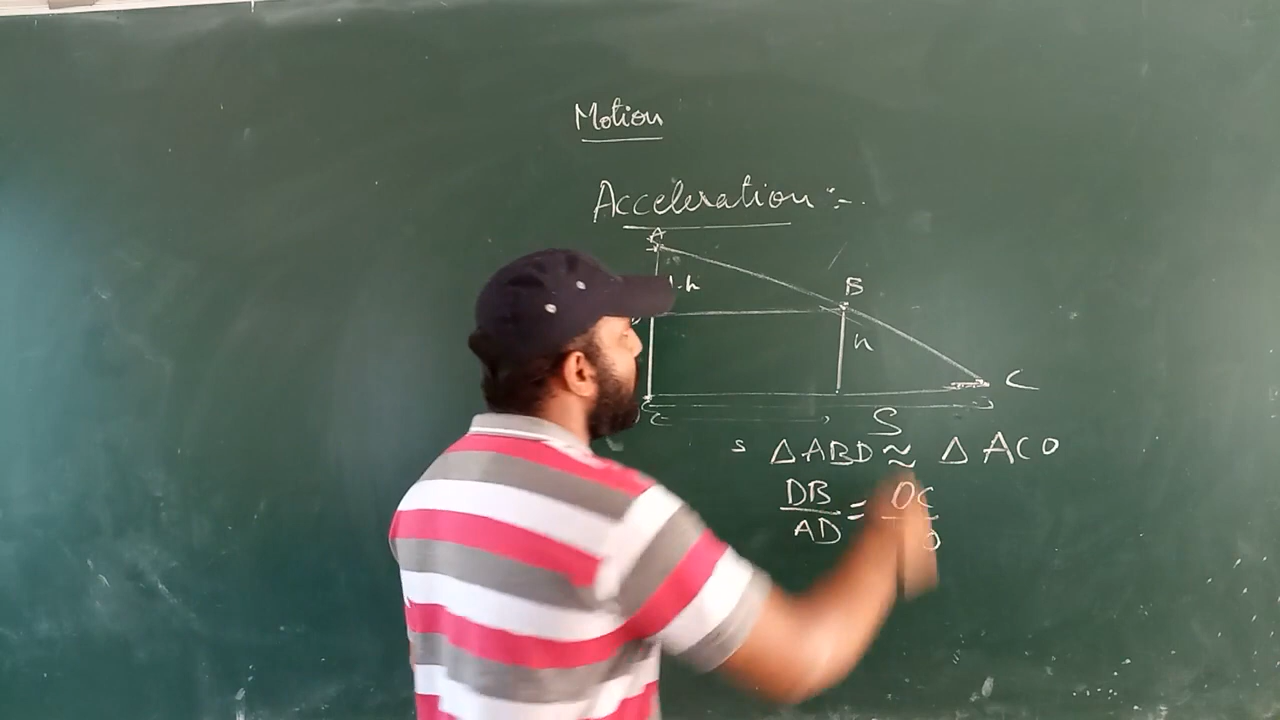 Motion
Acceleration :-
A
h
B
h
C
S
s Δ ABD ≈ Δ ACO
DB = OC
AD